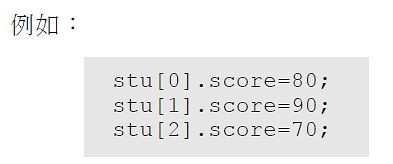 例如：
stu[0].score=80;
stu[1].score=90;
stu[2].score=70;